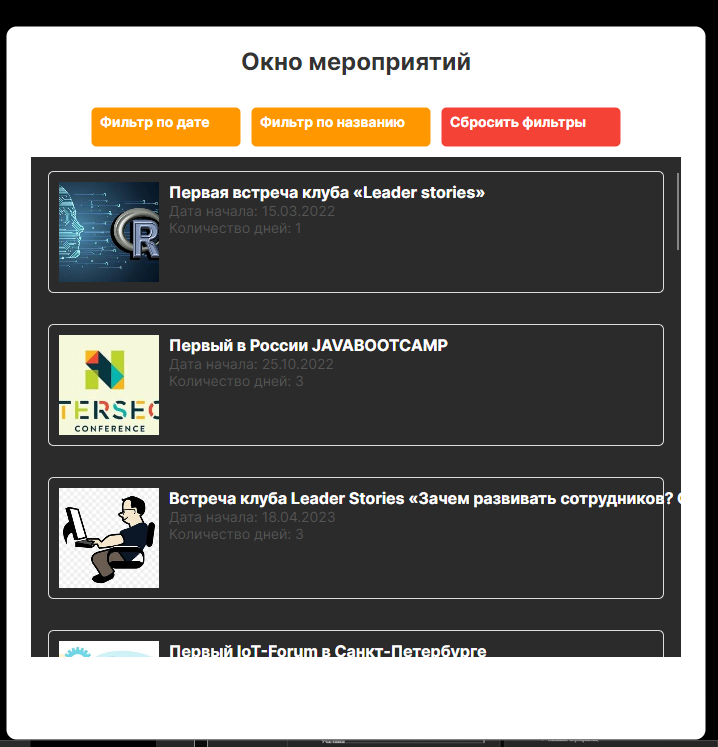 Окно мероприятий
Фильтр по дате
Фильтр по названию
Сбросить фильтры
Первая встреча клуба «Leader stories»
Дата начала: 15.03.2022
Количество дней: 1
R
Первый в России JAVABOOTCAMP
Дата начала: 25.10.2022
Количество дней: 3
TERSEC
CONFERENCE
Встреча клуба Leader Stories «Зачем развивать сотрудников?
Дата начала: 18.04.2023
Количество дней: 3
Первый IoT-Forum в Санкт-Петербурге